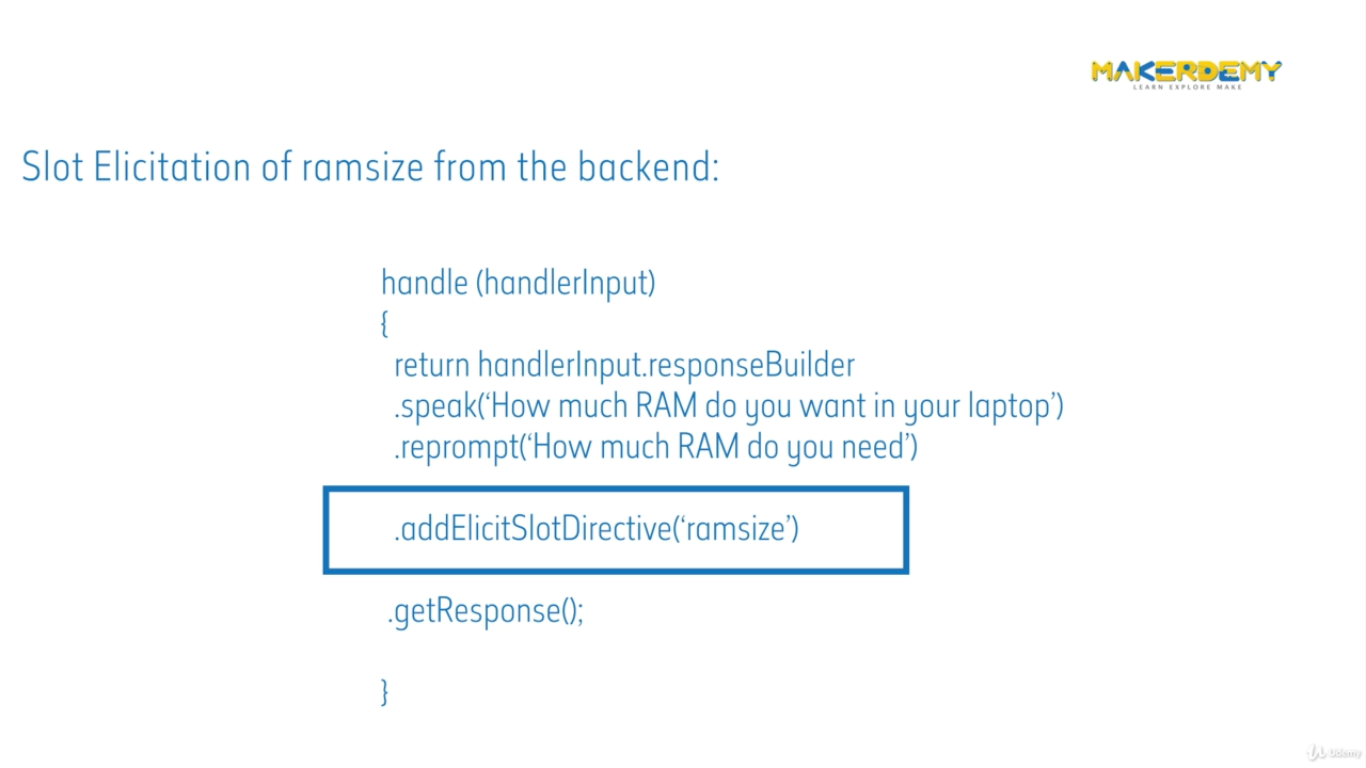 MAKERDEMY
LEARN EXPLORE MAKE
Slot Elicitation of ramsize from the backend:
handle (handlerInput)
{
return handlerInput.responseBuilder
.speak(‘How much RAM do you want in your laptop’)
.reprompt(‘How much RAM do you need’)
.addElicitSlotDirective(‘ramsize’)
.getResponse();
}
Udemy